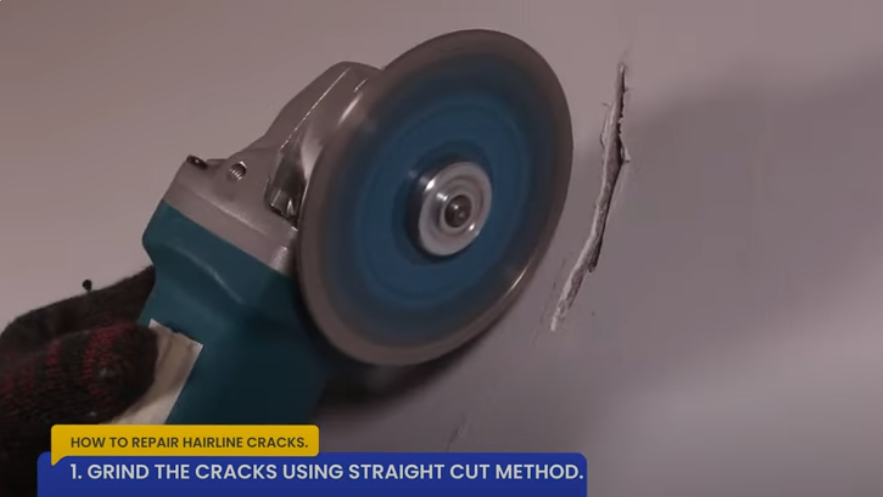 HOW TO REPAIR HAIRLINE CRACKS.
1. GRIND THE CRACKS USING STRAIGHT CUT METHOD.